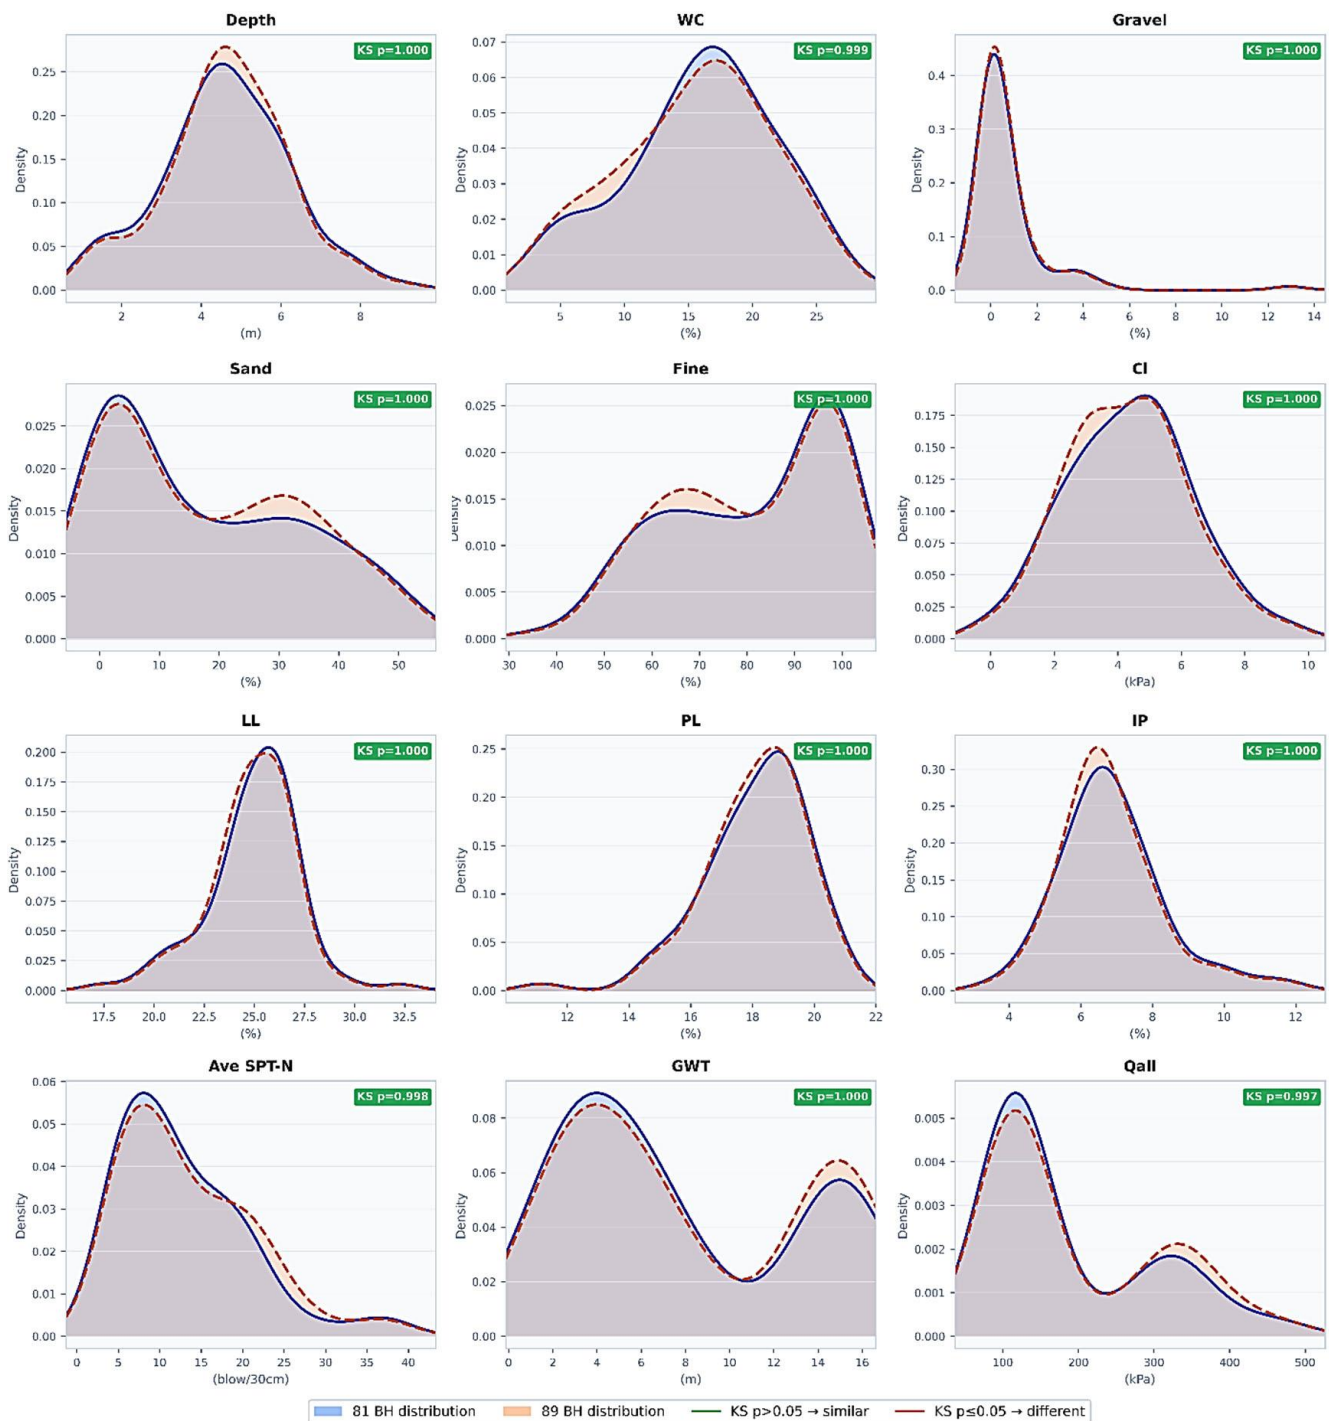 Depth
KS p=1.000
Density
0.25
0.20
0.15
0.10
0.05
0.00
2 4 6 8
(m)
WC
KS p=0.999
Density
0.07
0.06
0.05
0.04
0.03
0.02
0.01
0.00
5 10 15 20 25
(%)
Gravel
KS p=1.000
Density
0.4
0.3
0.2
0.1
0.0
0 2 4 6 8 10 12 14
(%)
Sand
KS p=1.000
Density
0.025
0.020
0.015
0.010
0.005
0.000
0 10 20 30 40 50
(%)
Fine
KS p=1.000
Density
0.025
0.020
0.015
0.010
0.005
0.000
30 40 50 60 70 80 90 100
(%)
Cl
KS p=1.000
Density
0.175
0.150
0.125
0.100
0.075
0.050
0.025
0.000
0 2 4 6 8 10
(kPa)
LL
KS p=1.000
Density
0.200
0.175
0.150
0.125
0.100
0.075
0.050
0.025
0.000
17.5 20.0 22.5 25.0 27.5 30.0 32.5
(%)
PL
KS p=1.000
Density
0.25
0.20
0.15
0.10
0.05
0.00
12 14 16 18 20 22
(%)
IP
KS p=1.000
Density
0.30
0.25
0.20
0.15
0.10
0.05
0.00
4 6 8 10 12
(%)
Ave SPT-N
KS p=0.998
Density
0.06
0.05
0.04
0.03
0.02
0.01
0.00
0 5 10 15 20 25 30 35 40
(blow/30cm)
GWT
KS p=1.000
Density
0.08
0.06
0.04
0.02
0.00
0 2 4 6 8 10 12 14 16
(m)
Qall
KS p=0.997
Density
0.005
0.004
0.003
0.002
0.001
0.000
100 200 300 400 500
(kPa)
81 BH distribution 89 BH distribution KS p>0.05 → similar KS p≤0.05 → different